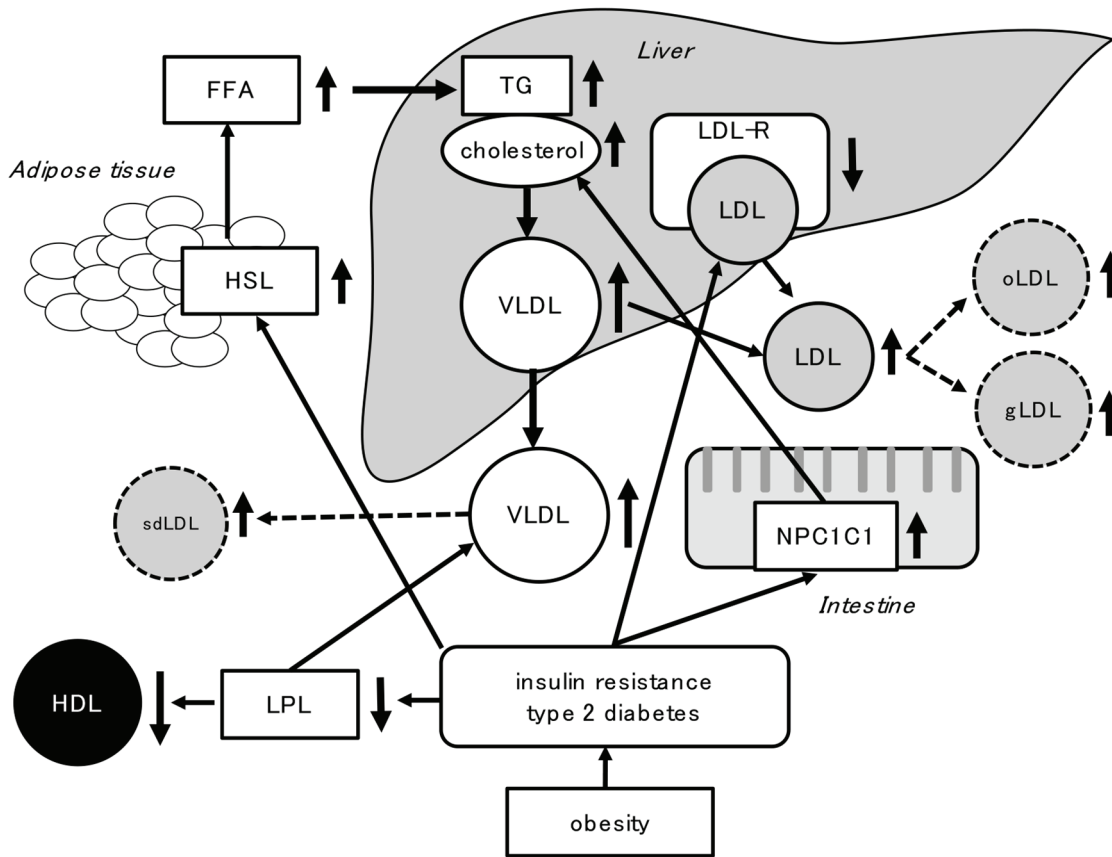 Liver
FFA
TG
cholesterol
LDL-R
LDL
Adipose tissue
HSL
VLDL
LDL
oLDL
gLDL
sdLDL
VLDL
NPC1C1
Intestine
HDL
LPL
insulin resistance
type 2 diabetes
obesity